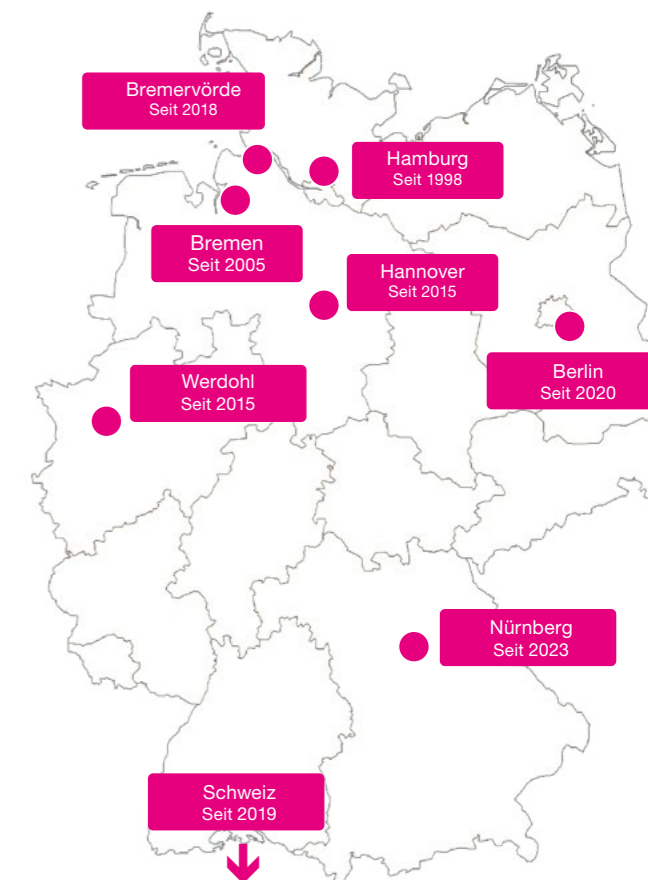 Bremervörde
Seit 2018
Hamburg
Seit 1998
Bremen
Seit 2005
Hannover
Seit 2015
Berlin
Seit 2020
Werdohl
Seit 2015
Nürnberg
Seit 2023
Schweiz
Seit 2019